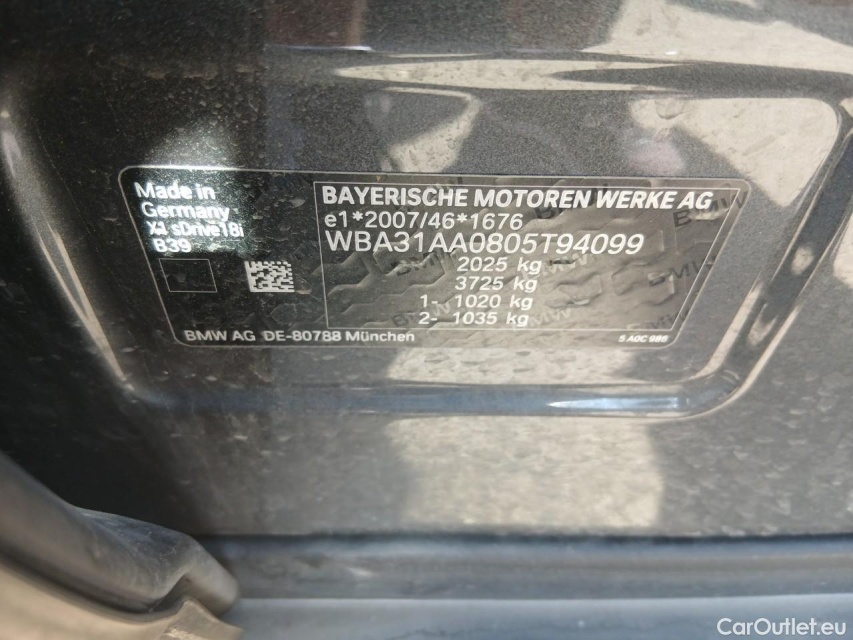 Made in
Germany
X1 sDrive18i
B39
BAYERISCHE MOTOREN WERKE AG
e1*2007/46*1676
WBA31AA0805T94099
2025 kg
3725 kg
1- 1020 kg
2- 1035 kg
BMW AG DE-80788 München
5 A0C 986
CarOutlet.eu